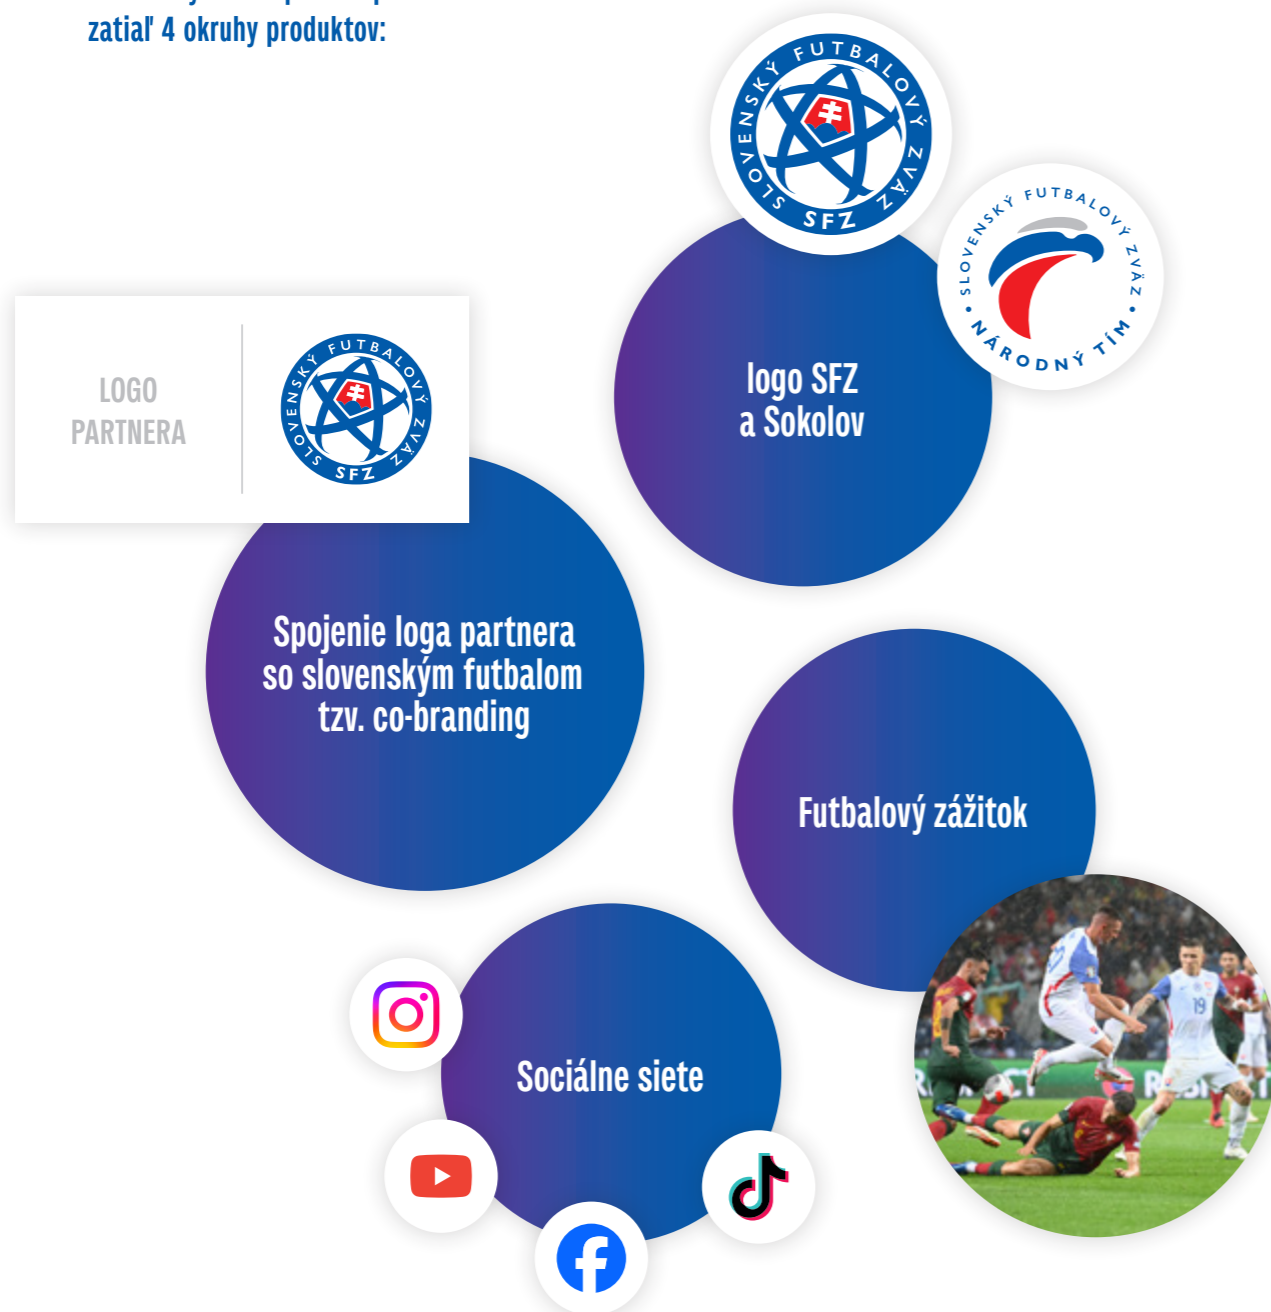 zatiaľ 4 okruhy produktov:
SLOVENSKÝ FUTBALOVÝ ZVÄZ
SFZ
SLOVENSKÝ FUTBALOVÝ ZVÄZ
NÁRODNÝ TÍM
logo SFZ
a Sokolov
LOGO
PARTNERA
SLOVENSKÝ FUTBALOVÝ ZVÄZ
SFZ
Spojenie loga partnera
so slovenským futbalom
tzv. co-branding
Futbalový zážitok
19
Sociálne siete